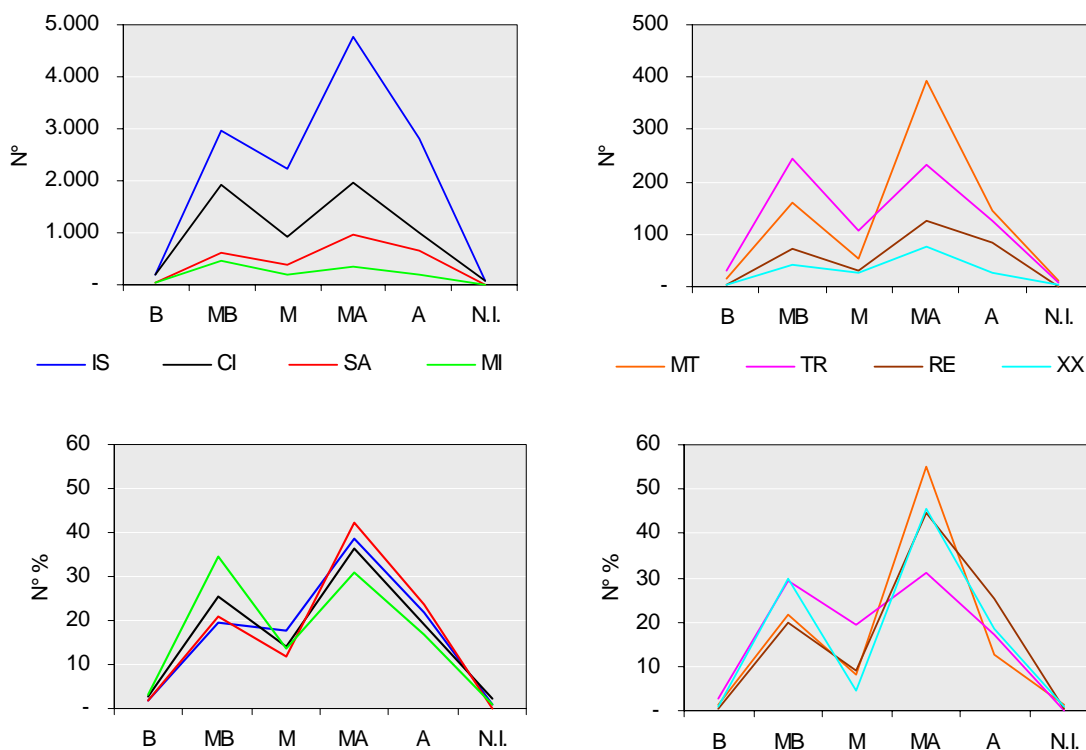 5.000
4.000
3.000
2.000
1.000
-
N°
B MB M MA A N.I.
IS CI SA MI
500
400
300
200
100
-
N°
B MB M MA A N.I.
MT TR RE XX
60
50
40
30
20
10
-
N° %
B MB M MA A N.I.
60
50
40
30
20
10
-
N° %
B MB M MA A N.I.